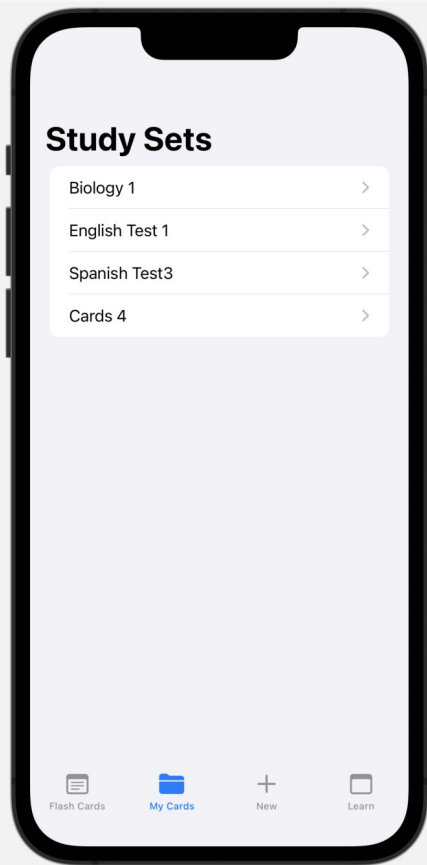 Study Sets
Biology 1
English Test 1
Spanish Test3
Cards 4
Flash Cards My Cards New Learn